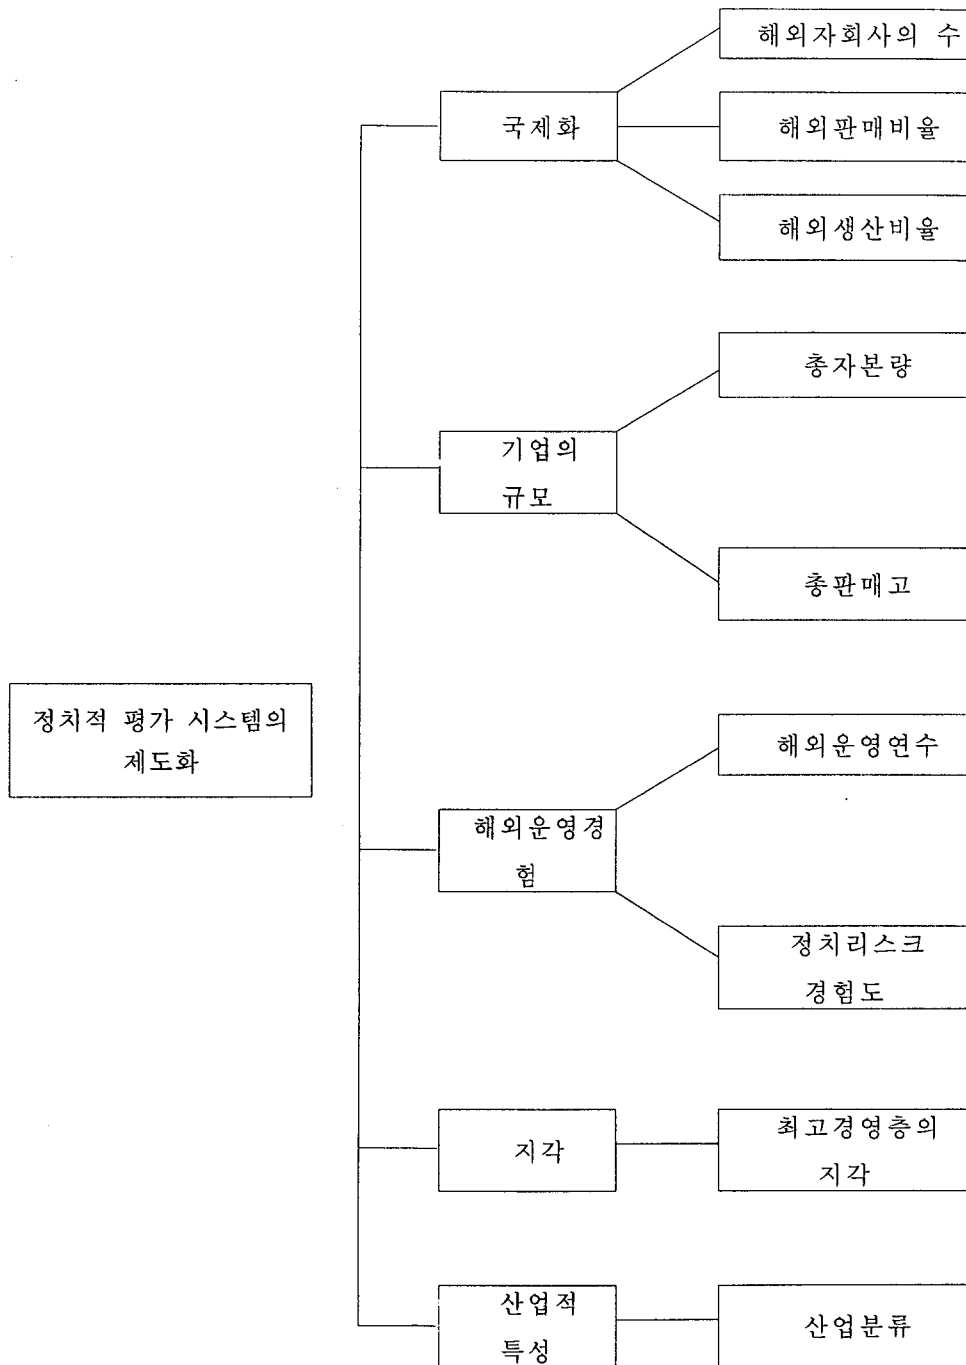 해외자회사의 수
국제화
해외판매비율
해외생산비율
총자본량
기업의
규모
총판매고
정치적 평가 시스템의
제도화
해외운영연수
해외운영경
험
정치리스크
경험도
지각
최고경영층의
지각
산업적
특성
산업분류